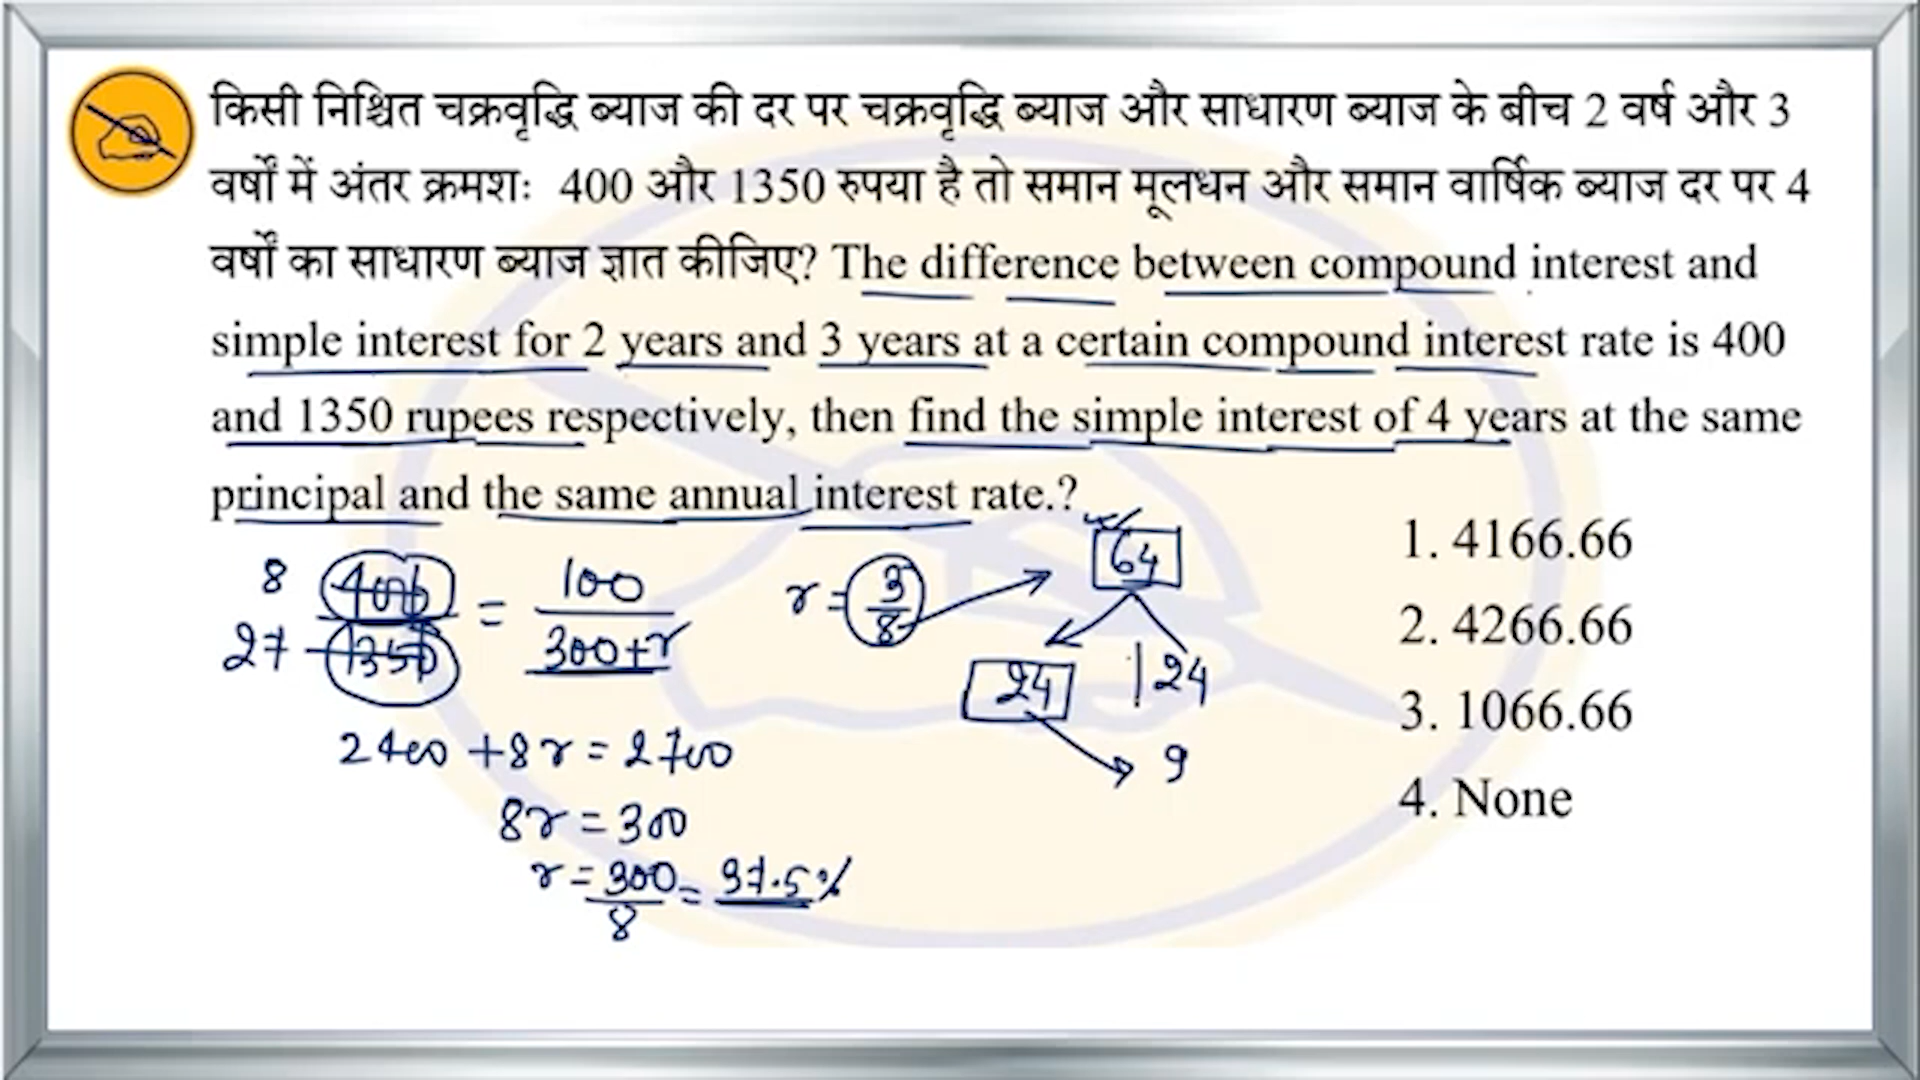 किसी निश्चित चक्रवृद्धि ब्याज की दर पर चक्रवृद्धि ब्याज और साधारण ब्याज के बीच 2 वर्ष और 3
वर्षों में अंतर क्रमशः 400 और 1350 रुपया है तो समान मूलधन और समान वार्षिक ब्याज दर पर 4
वर्षों का साधारण ब्याज ज्ञात कीजिए? The difference between compound interest and
simple interest for 2 years and 3 years at a certain compound interest rate is 400
and 1350 rupees respectively, then find the simple interest of 4 years at the same
principal and the same annual interest rate.?
1. 4166.66
2. 4266.66
3. 1066.66
4. None
8 400 = 100
27 1350 300+r
2400 + 8r = 2700
8r = 300
r = 300 = 37.5%
8
r = 3
8
64
24 | 24
9